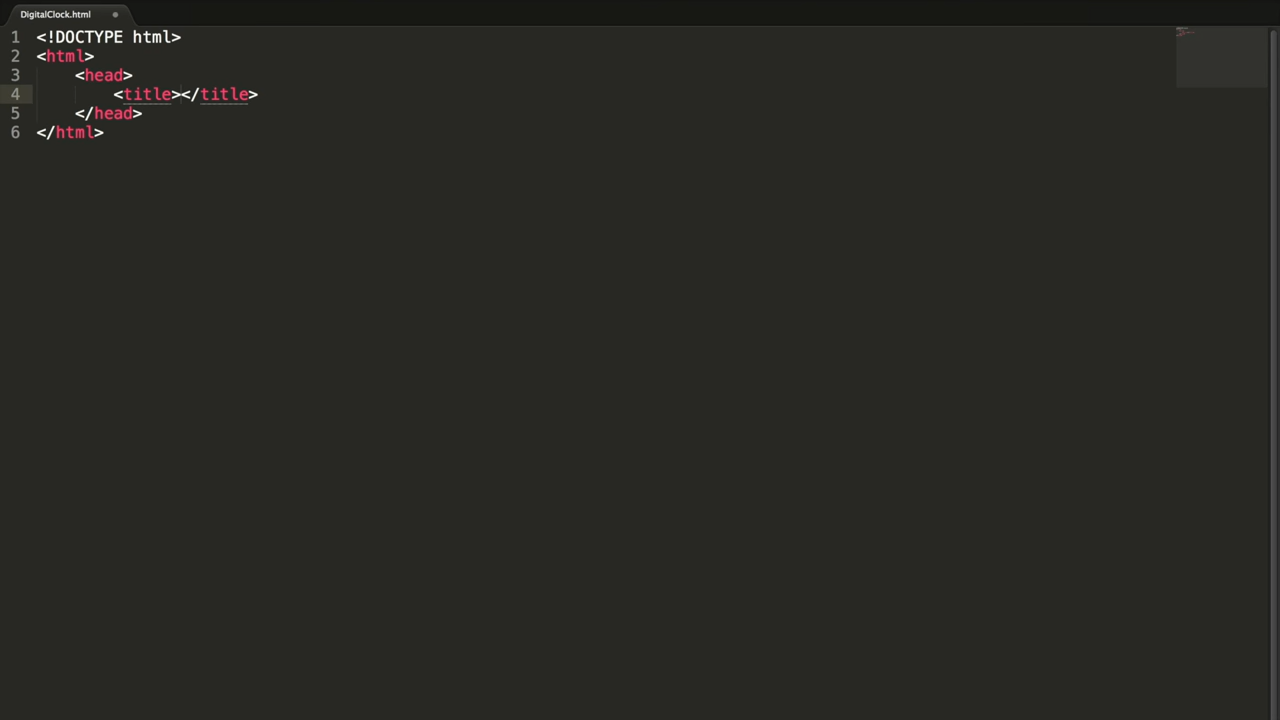 DigitalClock.html
1 <!DOCTYPE html>
2 <html>
3 <head>
4 <title></title>
5 </head>
6 </html>